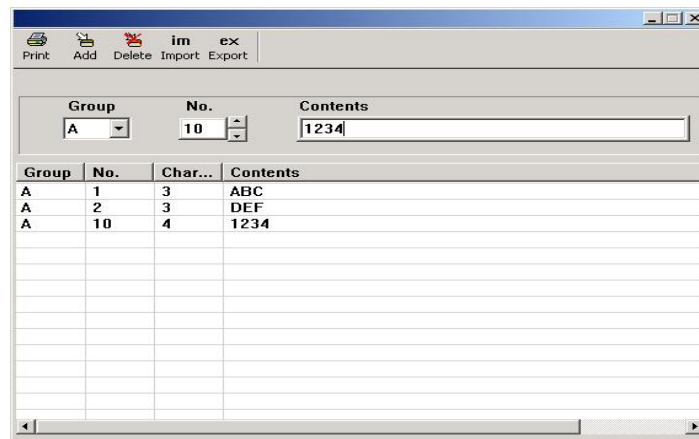 im ex
Print Add Delete Import Export
Group No. Contents
A 10 1234
Group No. Char... Contents
A 1 3 ABC
A 2 3 DEF
A 10 4 1234